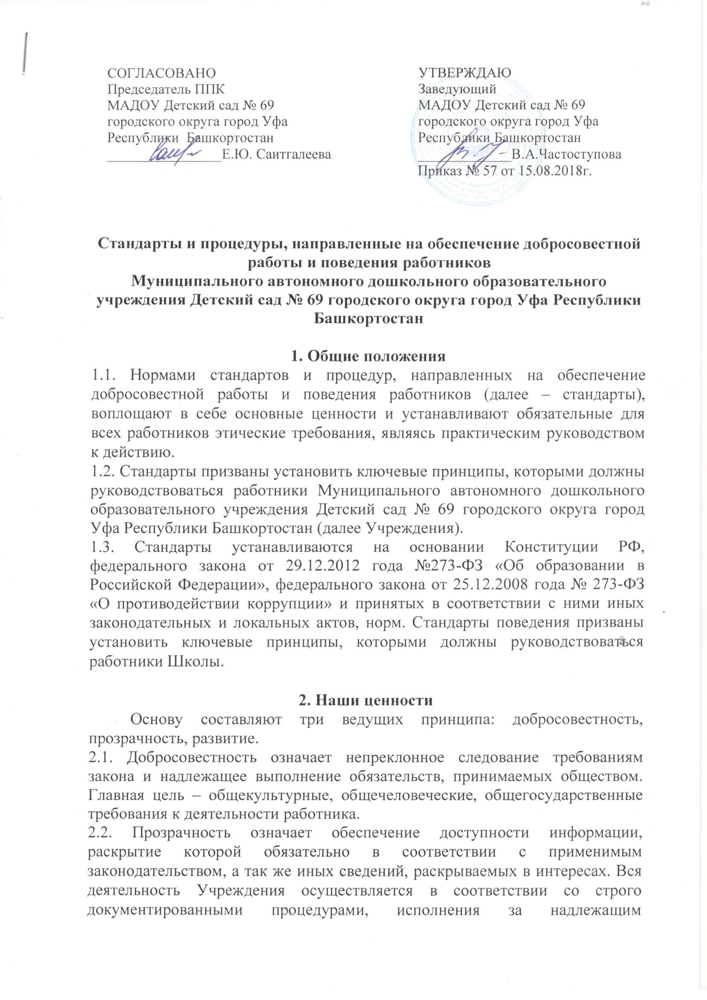 СОГЛАСОВАНО
Председатель ППК
МАДОУ Детский сад № 69
городского округа город Уфа
Республики Башкортостан
________________Е.Ю. Саитгалеева
УТВЕРЖДАЮ
Заведующий
МАДОУ Детский сад № 69
городского округа город Уфа
Республики Башкортостан
_____________В.А.Частоступова
Приказ № 57 от 15.08.2018г.
Стандарты и процедуры, направленные на обеспечение добросовестной
работы и поведения работников
Муниципального автономного дошкольного образовательного
учреждения Детский сад № 69 городского округа город Уфа Республики
Башкортостан
1. Общие положения
1.1. Нормами стандартов и процедур, направленных на обеспечение
добросовестной работы и поведения работников (далее – стандарты),
воплощают в себе основные ценности и устанавливают обязательные для
всех работников этические требования, являясь практическим руководством
к действию.
1.2. Стандарты призваны установить ключевые принципы, которыми должны
руководствоваться работники Муниципального автономного дошкольного
образовательного учреждения Детский сад № 69 городского округа город
Уфа Республики Башкортостан (далее Учреждения).
1.3. Стандарты устанавливаются на основании Конституции РФ,
федерального закона от 29.12.2012 года №273-ФЗ «Об образовании в
Российской Федерации», федерального закона от 25.12.2008 года № 273-ФЗ
«О противодействии коррупции» и принятых в соответствии с ними иных
законодательных и локальных актов, норм. Стандарты поведения призваны
установить ключевые принципы, которыми должны руководствоваться
работники Школы.
2. Наши ценности
Основу составляют три ведущих принципа: добросовестность,
прозрачность, развитие.
2.1. Добросовестность означает непреклонное следование требованиям
закона и надлежащее выполнение обязательств, принимаемых обществом.
Главная цель – общекультурные, общечеловеческие, общегосударственные
требования к деятельности работника.
2.2. Прозрачность означает обеспечение доступности информации,
раскрытие которой обязательно в соответствии с применимым
законодательством, а так же иных сведений, раскрываемых в интересах. Вся
деятельность Учреждения осуществляется в соответствии со строго
документированными процедурами, исполнения за надлежащим